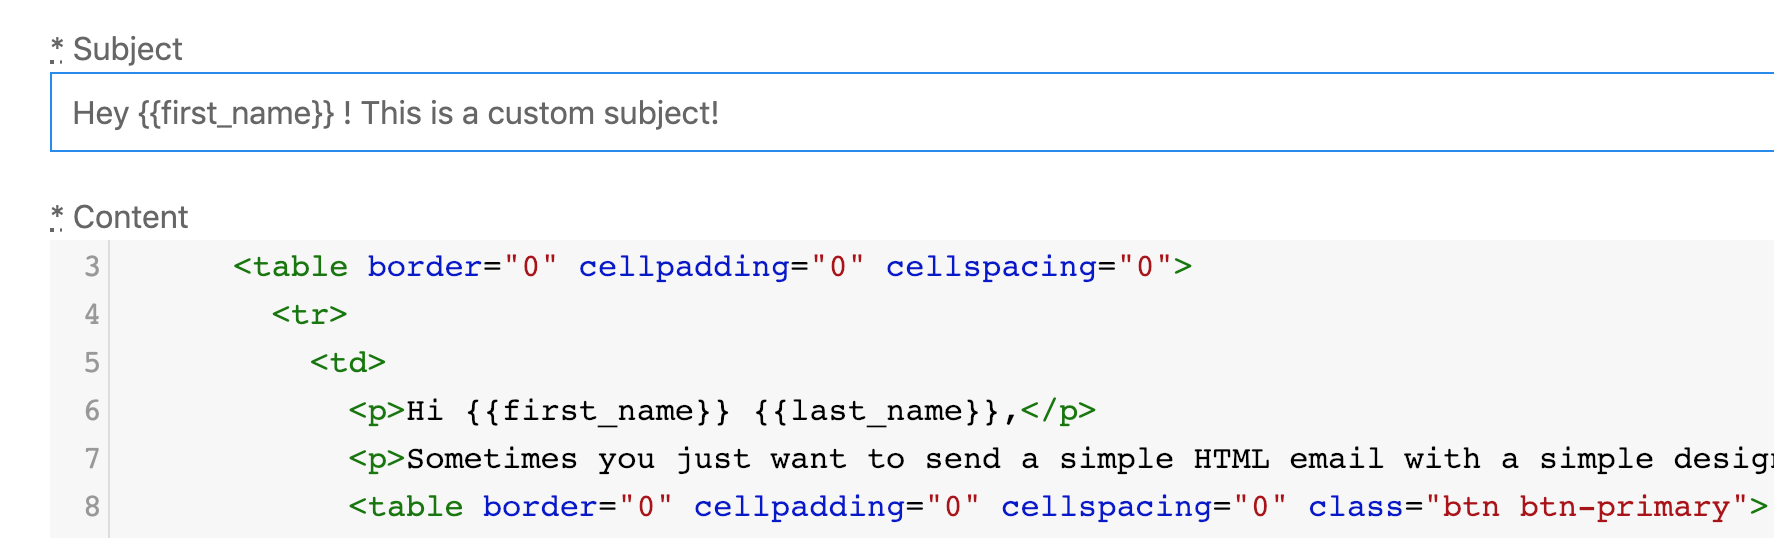 * Subject
Hey {{first_name}} ! This is a custom subject!
* Content
3 <table border="0" cellpadding="0" cellspacing="0">
4 <tr>
5 <td>
6 <p>Hi {{first_name}} {{last_name}},</p>
7 <p>Sometimes you just want to send a simple HTML email with a simple desig
8 <table border="0" cellpadding="0" cellspacing="0" class="btn btn-primary">